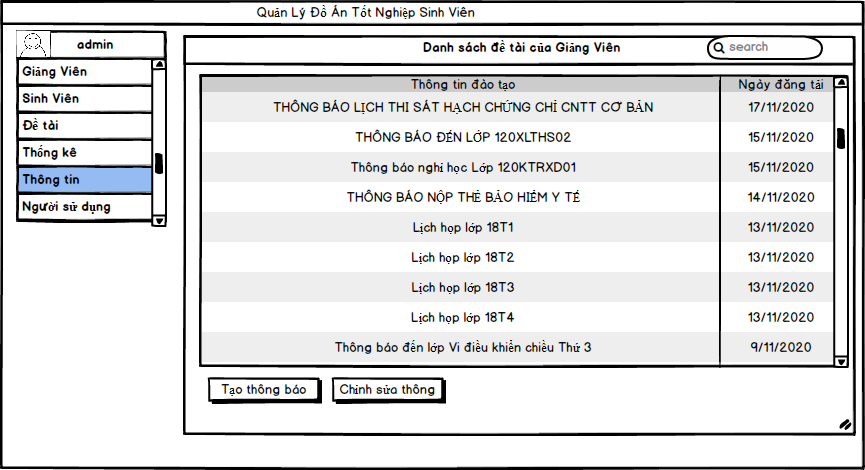 Quản Lý Đồ Án Tốt Nghiệp Sinh Viên
admin
Giảng Viên
Sinh Viên
Đề tài
Thống kê
Thông tin
Người sử dụng
Danh sách đề tài của Giảng Viên
search
Thông tin đào tạo Ngày đăng tải
THÔNG BÁO LỊCH THI SÁT HẠCH CHỨNG CHỈ CNTT CƠ BẢN 17/11/2020
THÔNG BÁO ĐẾN LỚP 120XLTHS02 15/11/2020
Thông báo nghỉ học Lớp 120KTRXD01 15/11/2020
THÔNG BÁO NỘP THẺ BẢO HIỂM Y TẾ 14/11/2020
Lịch họp lớp 18T1 13/11/2020
Lịch họp lớp 18T2 13/11/2020
Lịch họp lớp 18T3 13/11/2020
Lịch họp lớp 18T4 13/11/2020
Thông báo đến lớp Vi điều khiển chiều Thứ 3 9/11/2020
Tạo thông báo
Chỉnh sửa thông